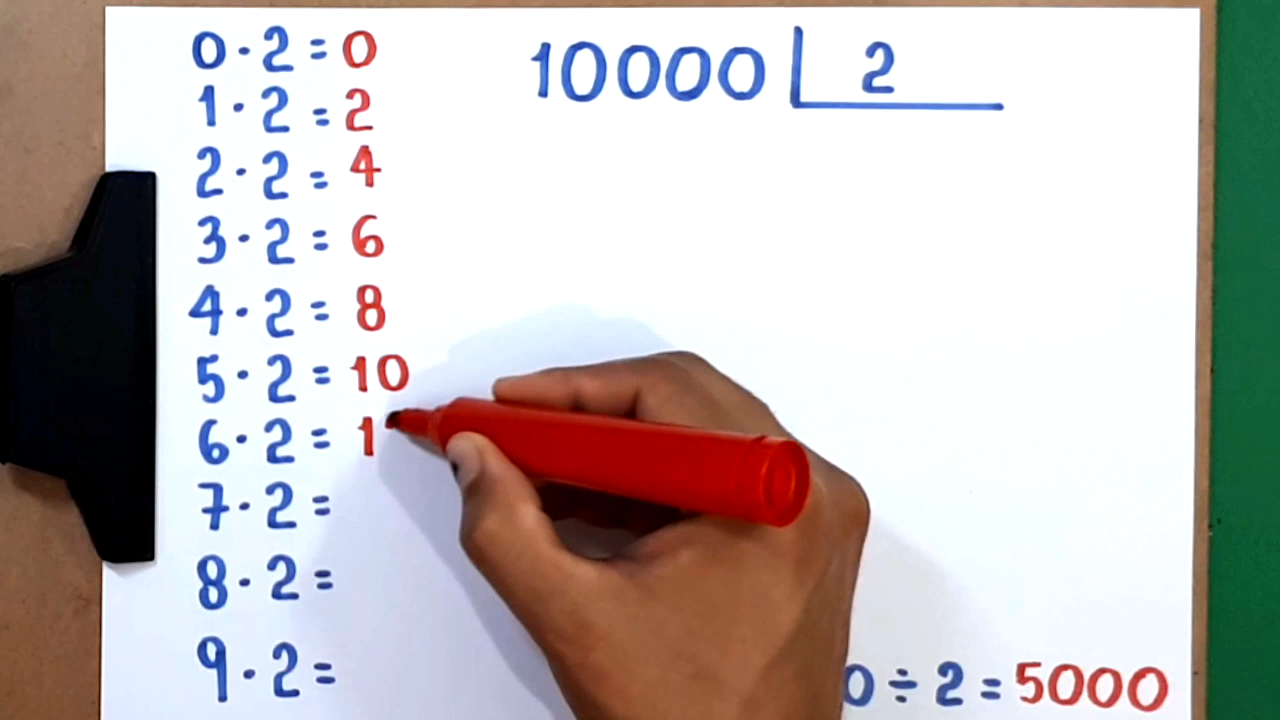 0 · 2 = 0
1 · 2 = 2
2 · 2 = 4
3 · 2 = 6
4 · 2 = 8
5 · 2 = 10
6 · 2 = 1
7 · 2 =
8 · 2 =
9 · 2 =
10000 2
0 ÷ 2 = 5000